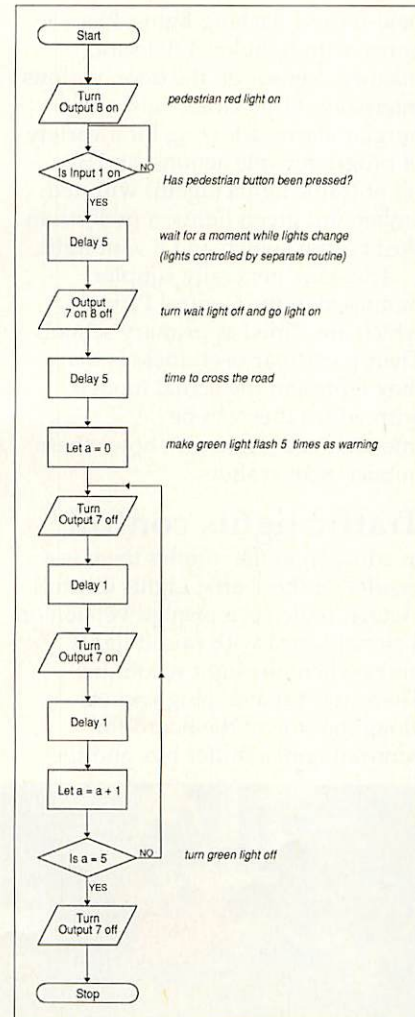 Start
Turn
Output 8 on
pedestrian red light on
Is Input 1 on
NO
Has pedestrian button been pressed?
YES
Delay 5
wait for a moment while lights change
(lights controlled by separate routine)
Output
7 on 8 off
turn wait light off and go light on
Delay 5
time to cross the road
Let a = 0
make green light flash 5 times as warning
Turn
Output 7 off
Delay 1
Turn
Output 7 on
Delay 1
Let a = a + 1
Is a = 5
NO
turn green light off
YES
Turn
Output 7 off
Stop